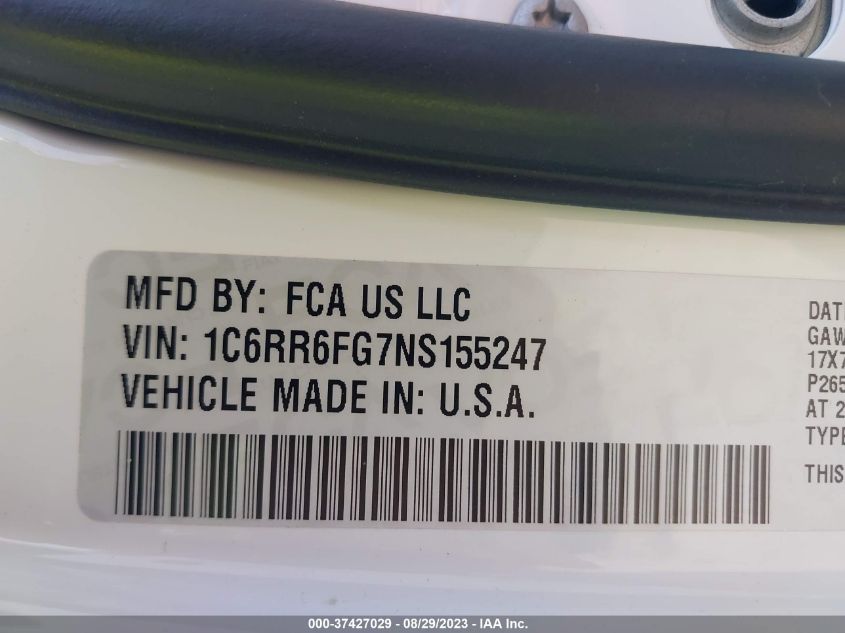 MFD BY: FCA US LLC
VIN: 1C6RR6FG7NS155247
VEHICLE MADE IN: U.S.A.
DAT
GAW
17X7
P265
AT 2
TYPE
THIS
000-37427029 - 08/29/2023 - IAA Inc.